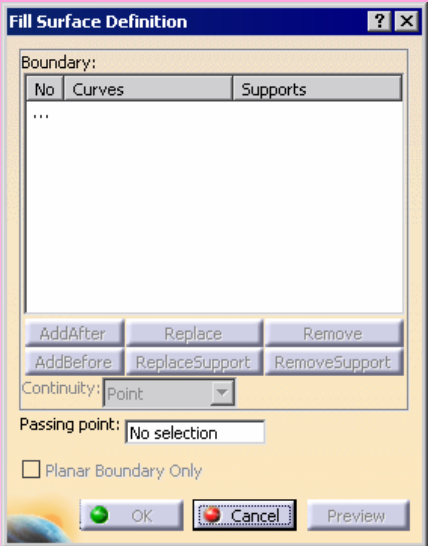 Fill Surface Definition
Boundary:
No Curves Supports
...
AddAfter Replace Remove
AddBefore ReplaceSupport RemoveSupport
Continuity: Point
Passing point: No selection
Planar Boundary Only
OK Cancel Preview